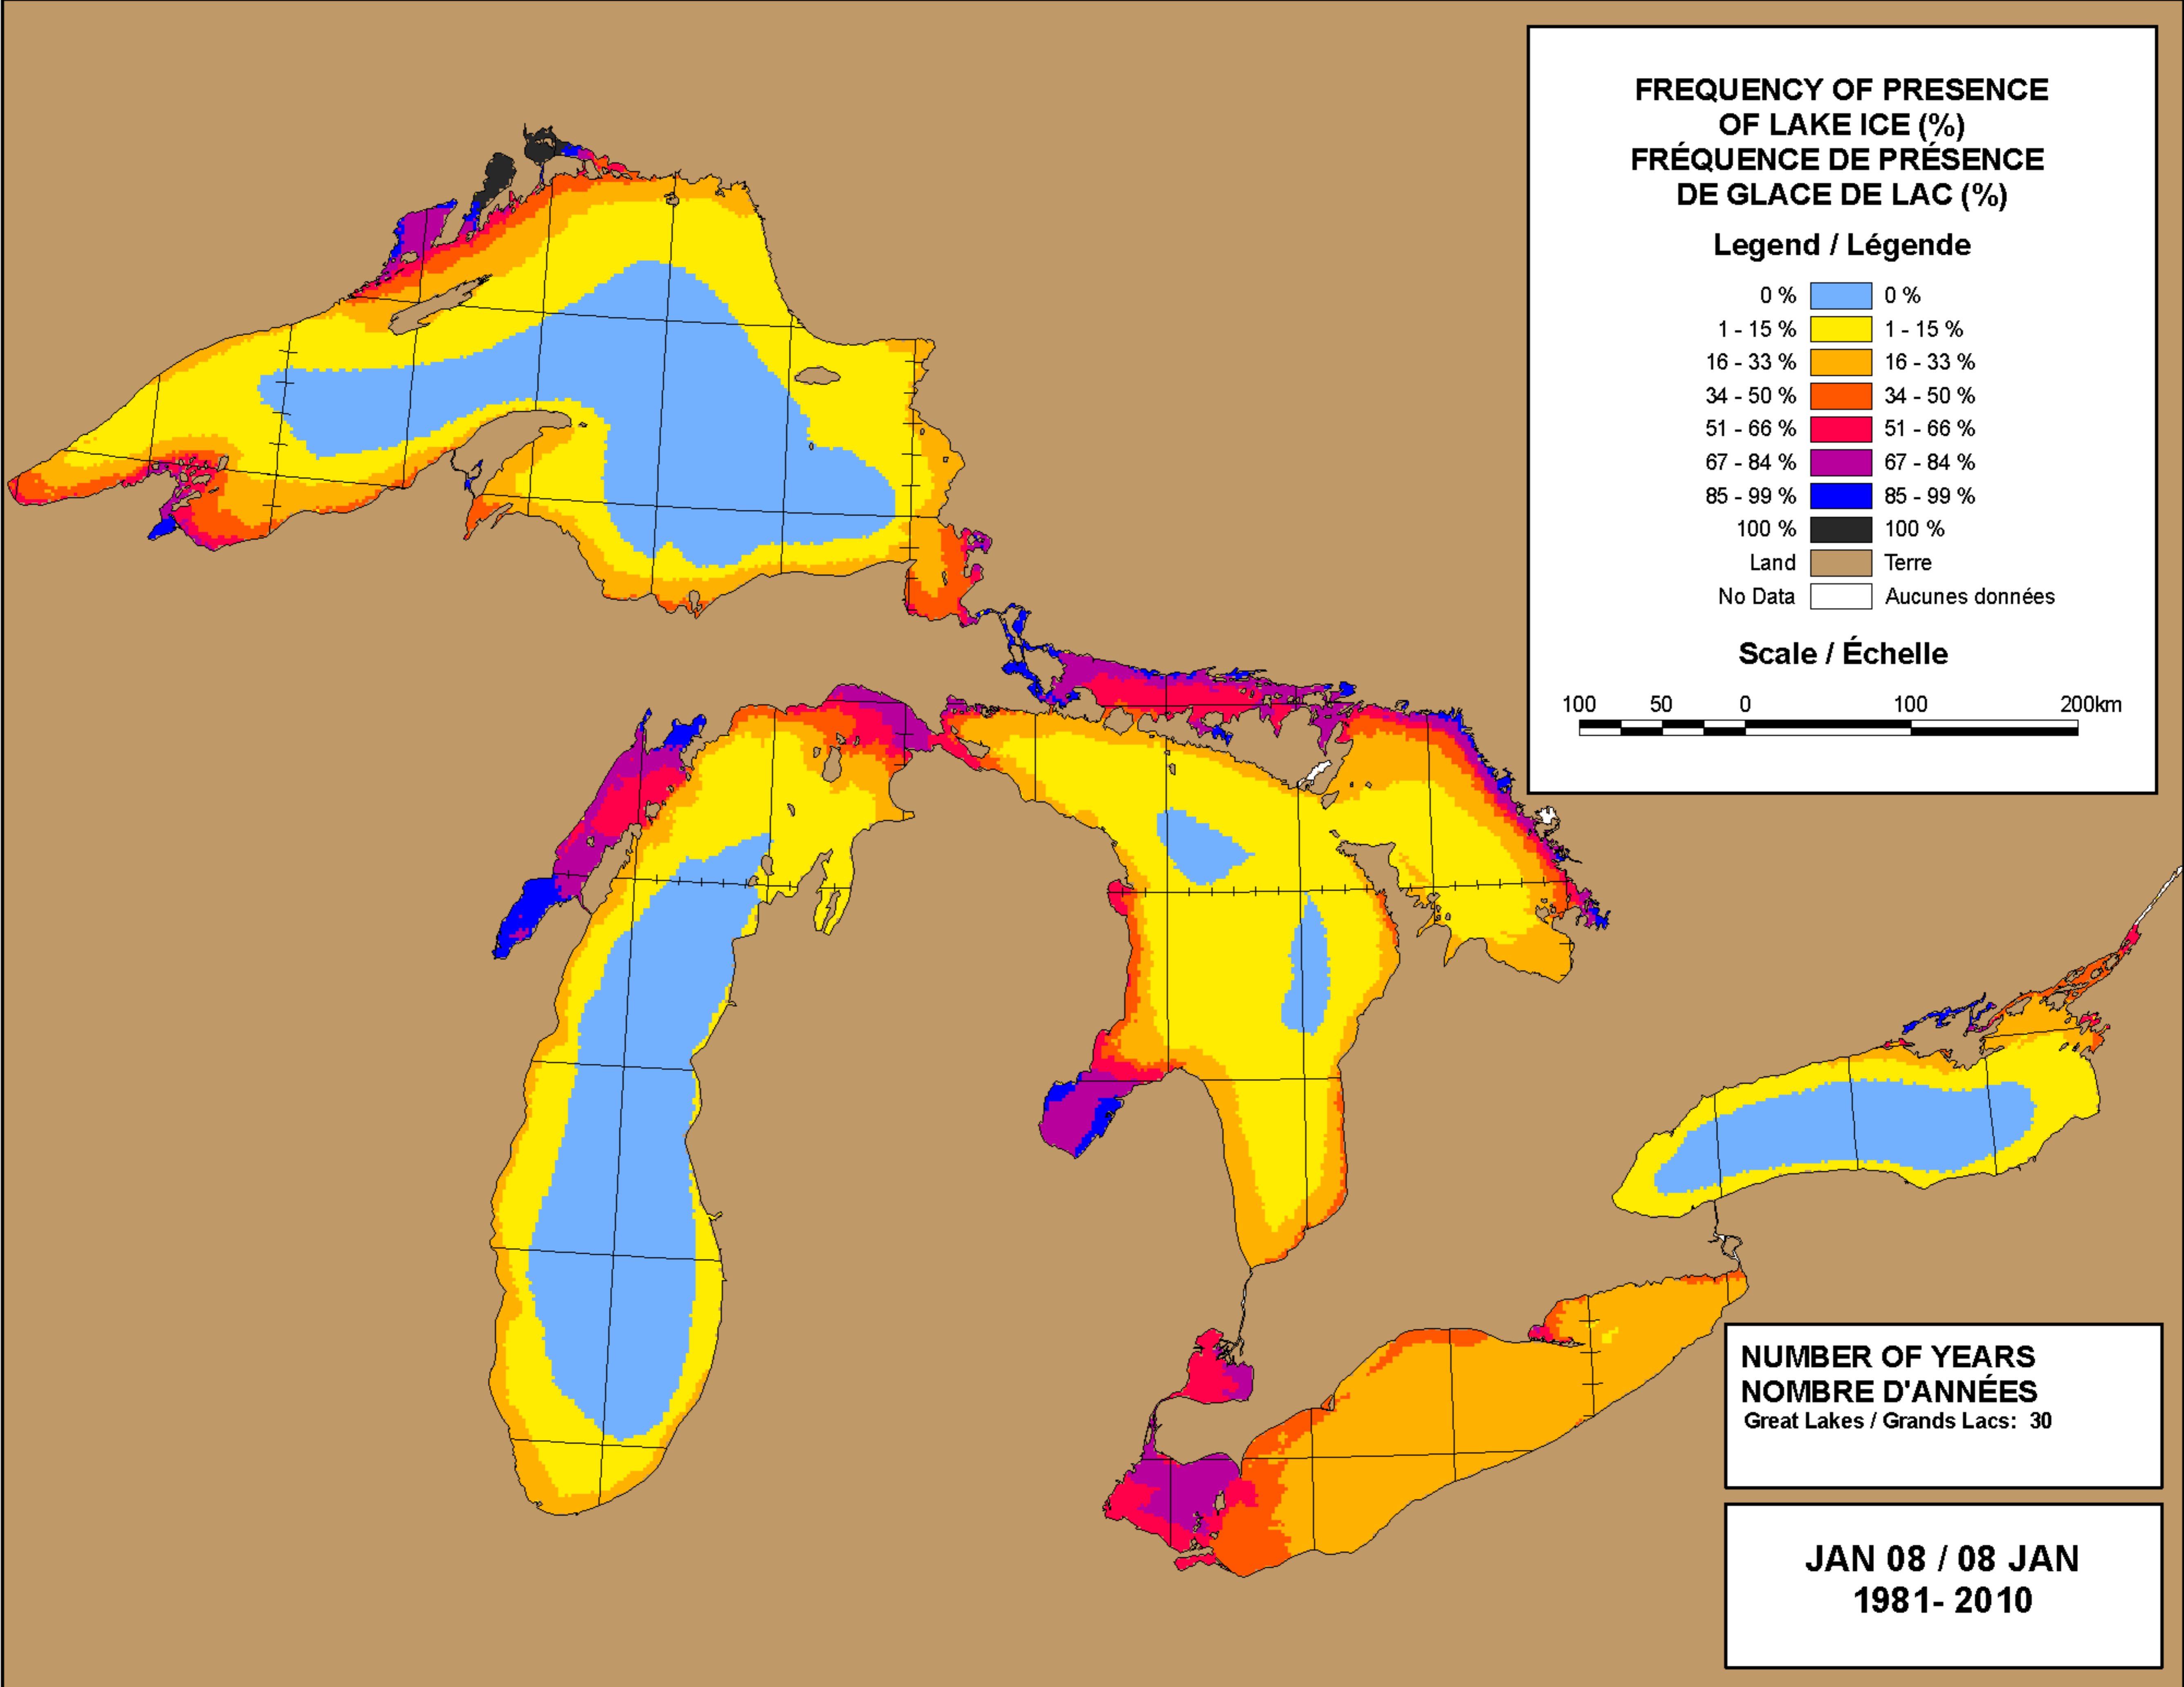 FREQUENCY OF PRESENCE
OF LAKE ICE (%)
FRÉQUENCE DE PRÉSENCE
DE GLACE DE LAC (%)
Legend / Légende
0 % 0 %
1 - 15 % 1 - 15 %
16 - 33 % 16 - 33 %
34 - 50 % 34 - 50 %
51 - 66 % 51 - 66 %
67 - 84 % 67 - 84 %
85 - 99 % 85 - 99 %
100 % 100 %
Land Terre
No Data Aucunes données
Scale / Échelle
100 50 0 100 200km
NUMBER OF YEARS
NOMBRE D'ANNÉES
Great Lakes / Grands Lacs: 30
JAN 08 / 08 JAN
1981- 2010